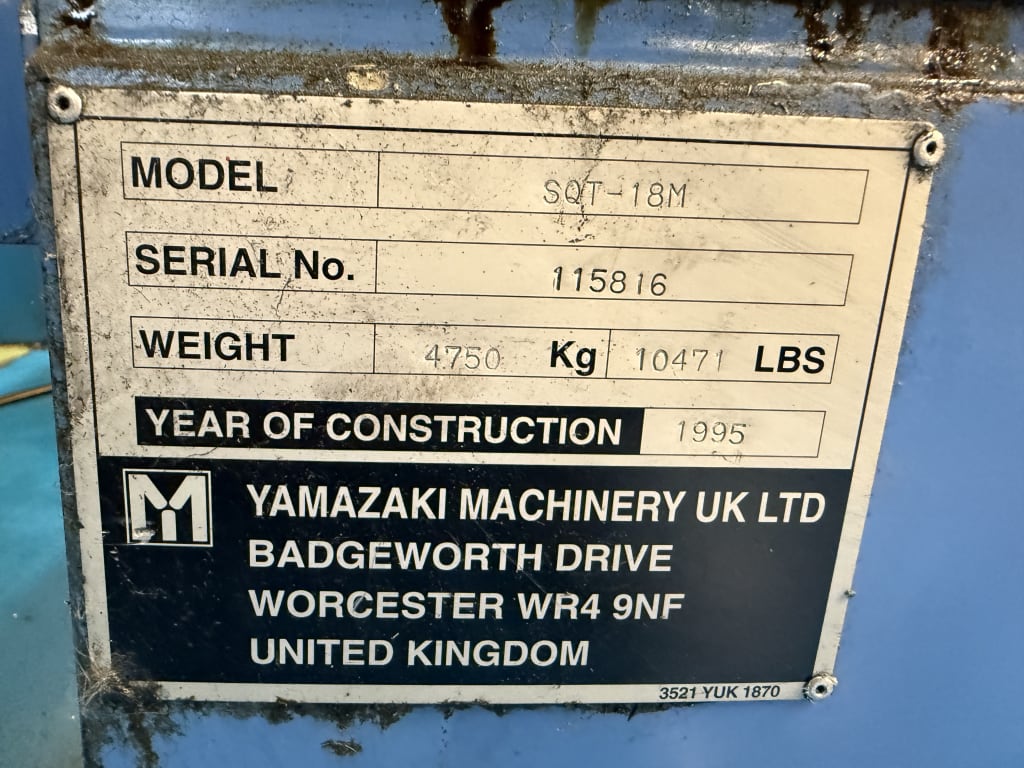 MODEL SQT-18M
SERIAL No. 115816
WEIGHT 4750 Kg 10471 LBS
YEAR OF CONSTRUCTION 1995
YAMAZAKI MACHINERY UK LTD
BADGEWORTH DRIVE
WORCESTER WR4 9NF
UNITED KINGDOM
3521 YUK 1870